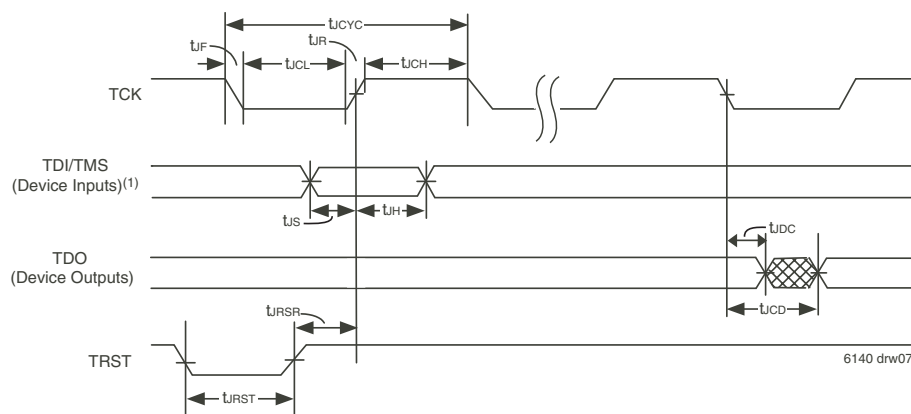 tJCYC
tJF
tJCL
tJR
tJCH
TCK
TDI/TMS
(Device Inputs)(1)
tJS
tJH
tJDC
TDO
(Device Outputs)
tJCD
tJRSR
TRST
6140 drw07
tJRST